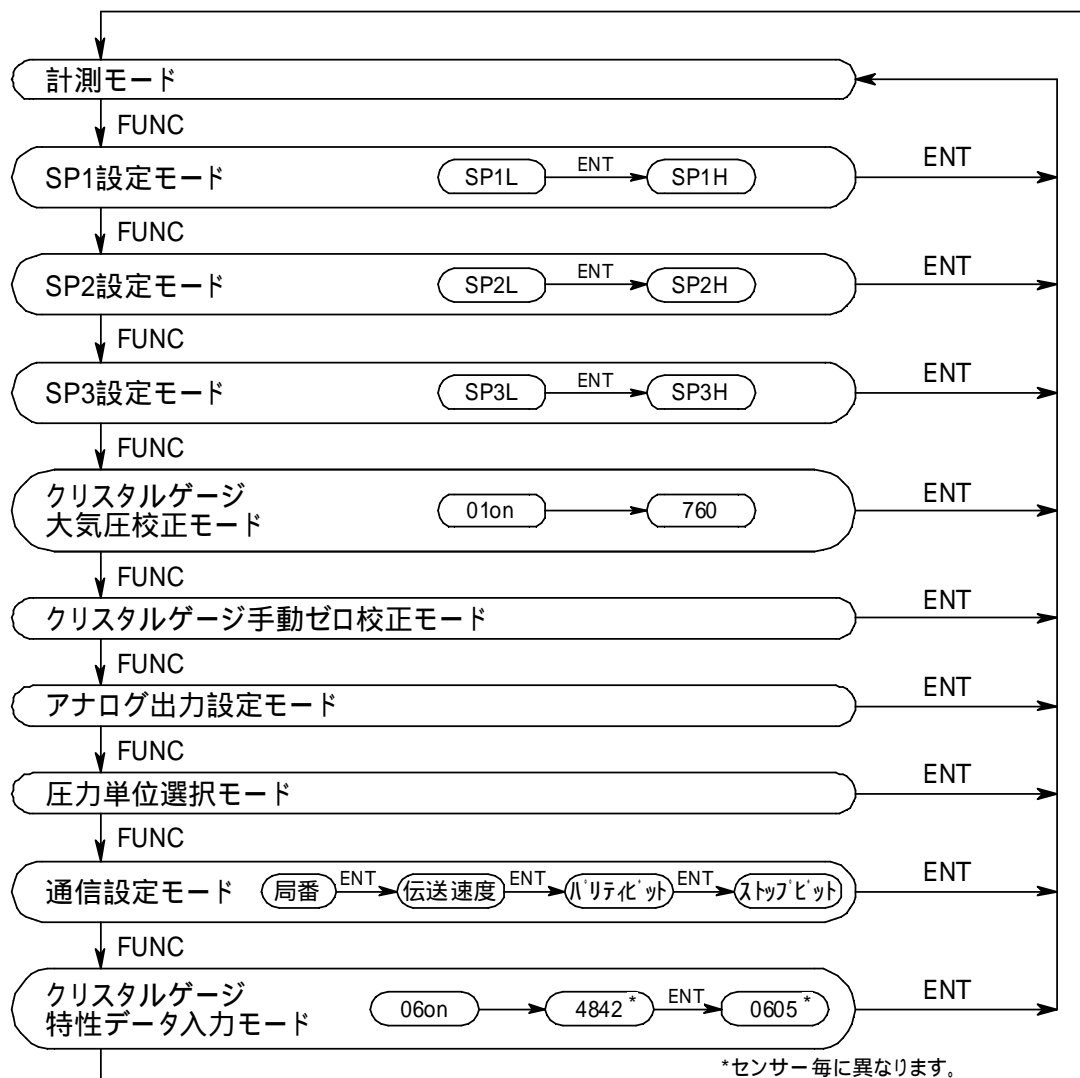 計測モード
FUNC
SP1設定モード SP1L ENT SP1H ENT
FUNC
SP2設定モード SP2L ENT SP2H ENT
FUNC
SP3設定モード SP3L ENT SP3H ENT
FUNC
クリスタルゲージ
大気圧校正モード 01on 760 ENT
FUNC
クリスタルゲージ手動ゼロ校正モード ENT
FUNC
アナログ出力設定モード ENT
FUNC
圧力単位選択モード ENT
FUNC
通信設定モード 局番 ENT 伝送速度 ENT パリティビット ENT ストップビット ENT
FUNC
クリスタルゲージ
特性データ入力モード 06on 4842* ENT 0605* ENT
*センサー毎に異なります。